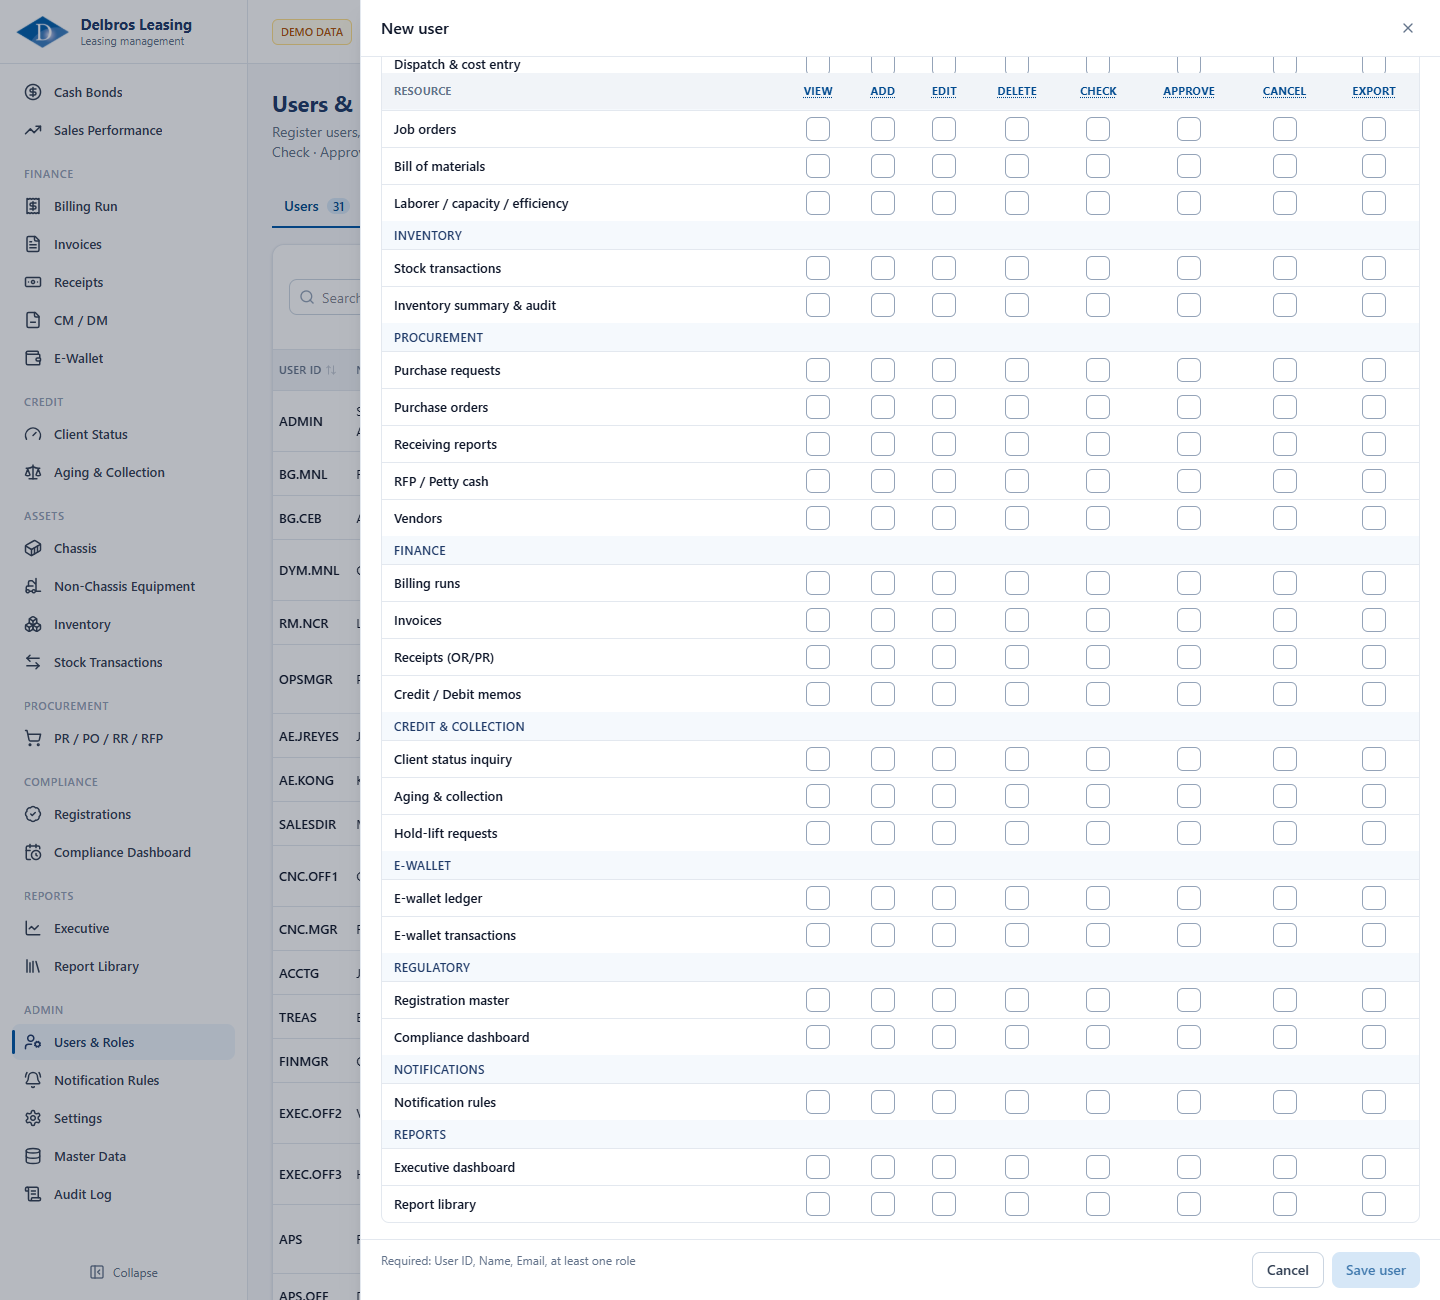 Delbros Leasing
Leasing management
Cash Bonds
Sales Performance
FINANCE
Billing Run
Invoices
Receipts
CM / DM
E-Wallet
CREDIT
Client Status
Aging & Collection
ASSETS
Chassis
Non-Chassis Equipment
Inventory
Stock Transactions
PROCUREMENT
PR / PO / RR / RFP
COMPLIANCE
Registrations
Compliance Dashboard
REPORTS
Executive
Report Library
ADMIN
Users & Roles
Notification Rules
Settings
Master Data
Audit Log
Collapse
DEMO DATA
Users &
Register users,
Check · Approv
Users 31
Search
USER ID
ADMIN
BG.MNL
BG.CEB
DYM.MNL
RM.NCR
OPSMGR
AE.JREYES
AE.KONG
SALESDIR
CNC.OFF1
CNC.MGR
ACCTG
TREAS
FINMGR
EXEC.OFF2
EXEC.OFF3
APS
APS.OFF
New user
Dispatch & cost entry
RESOURCE VIEW ADD EDIT DELETE CHECK APPROVE CANCEL EXPORT
Job orders
Bill of materials
Laborer / capacity / efficiency
INVENTORY
Stock transactions
Inventory summary & audit
PROCUREMENT
Purchase requests
Purchase orders
Receiving reports
RFP / Petty cash
Vendors
FINANCE
Billing runs
Invoices
Receipts (OR/PR)
Credit / Debit memos
CREDIT & COLLECTION
Client status inquiry
Aging & collection
Hold-lift requests
E-WALLET
E-wallet ledger
E-wallet transactions
REGULATORY
Registration master
Compliance dashboard
NOTIFICATIONS
Notification rules
REPORTS
Executive dashboard
Report library
Required: User ID, Name, Email, at least one role
Cancel
Save user